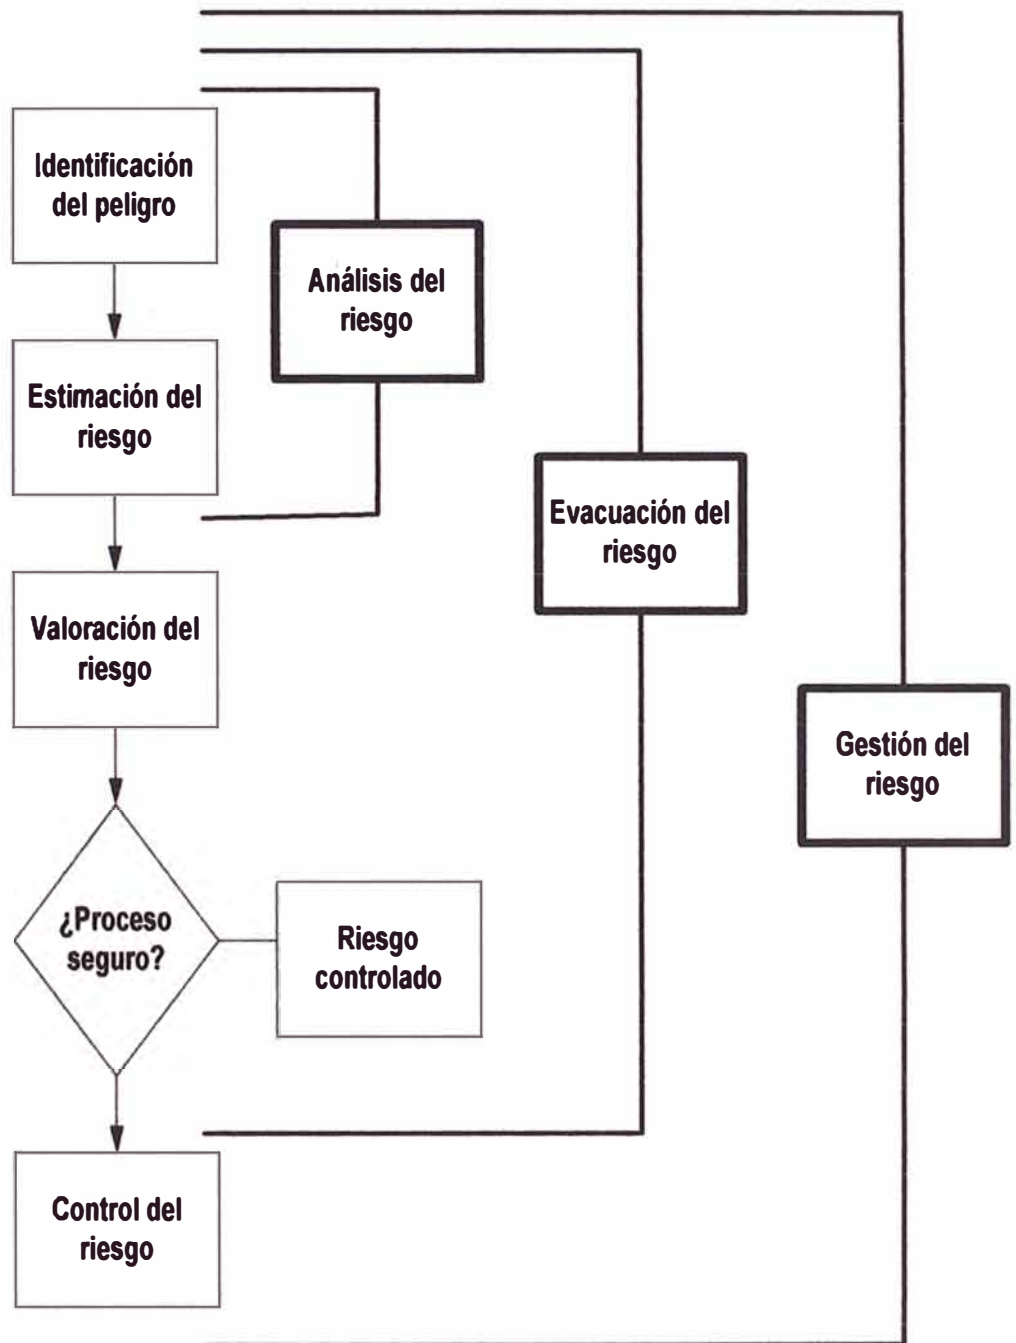 Identificación
del peligro
Análisis del
riesgo
Estimación del
riesgo
Evacuación del
riesgo
Valoración del
riesgo
Gestión del
riesgo
¿Proceso
seguro?
Riesgo
controlado
Control del
riesgo